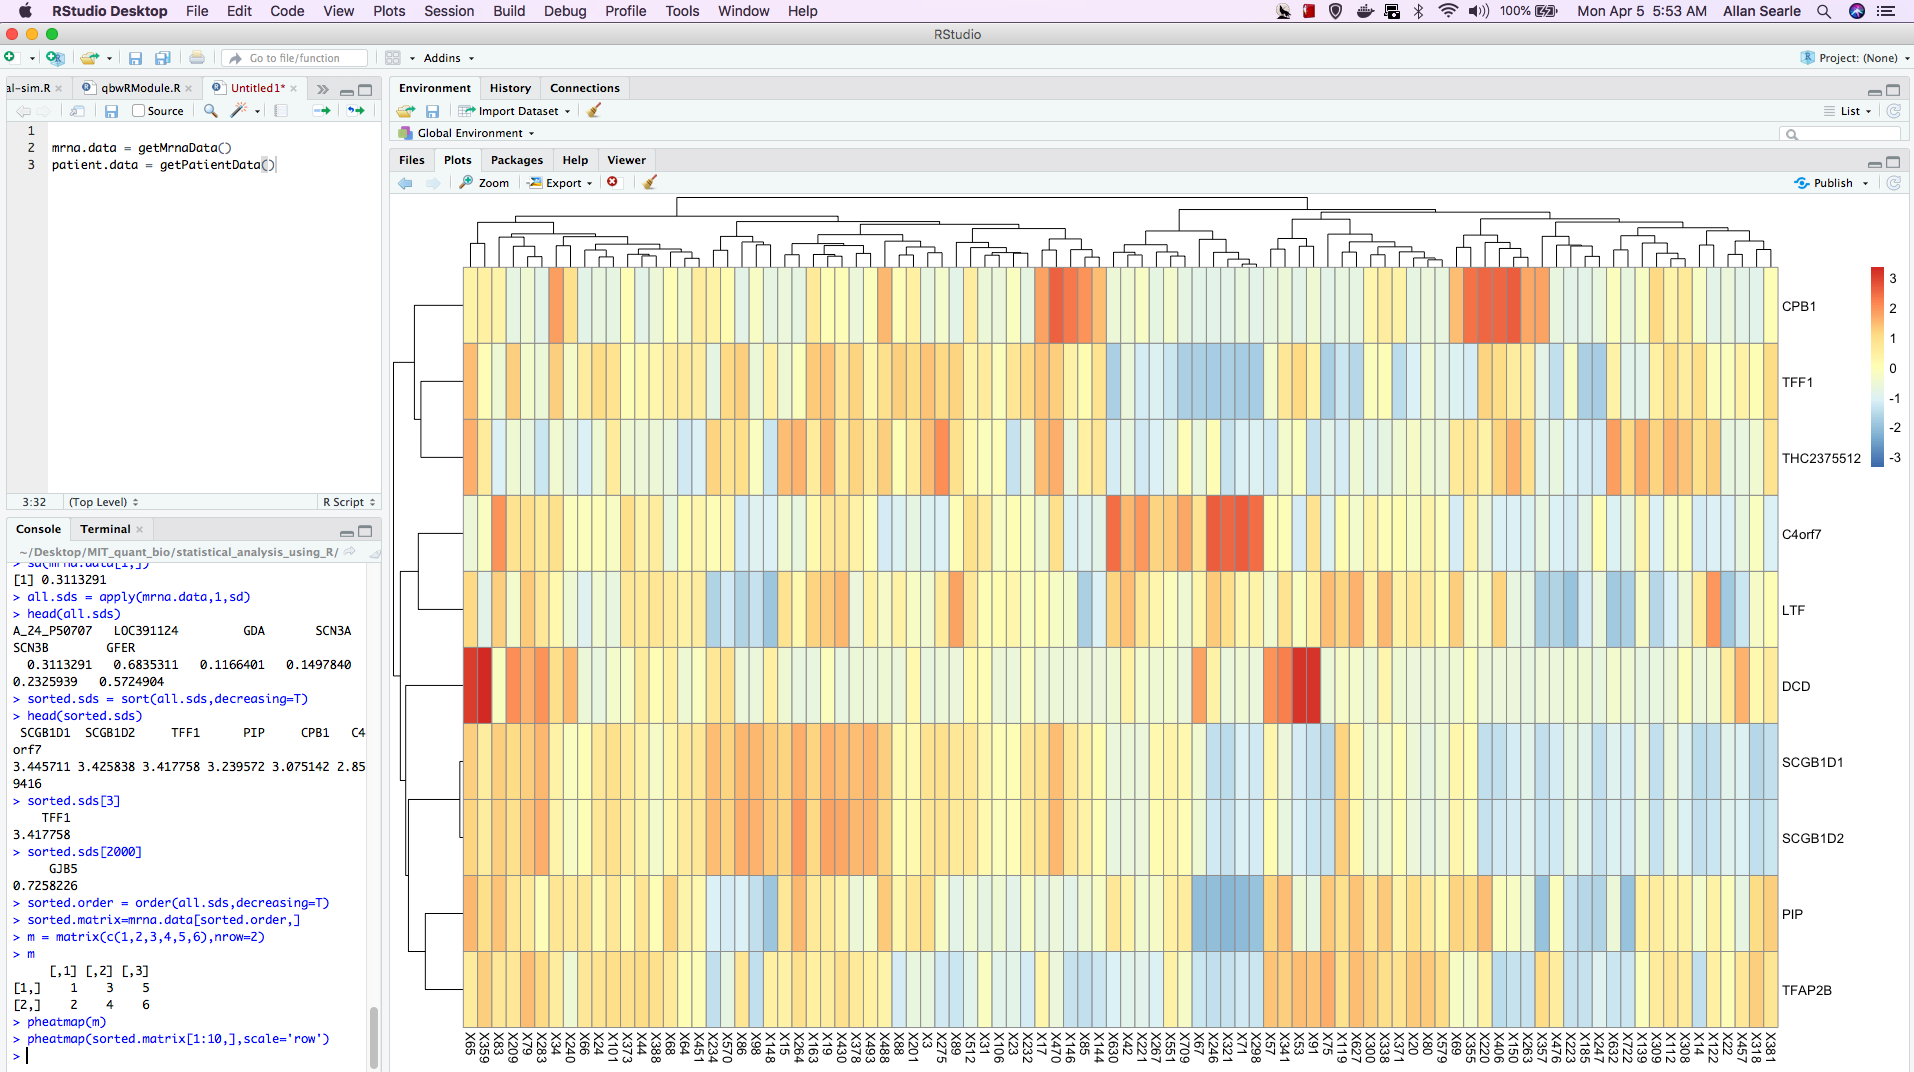 RStudio Desktop File Edit Code View Plots Session Build Debug Profile Tools Window Help 100% Mon Apr 5 5:53 AM Allan Searle
RStudio
Go to file/function Addins Project: (None)
al-sim.R qbwRModule.R Untitled1*
Source
1
2 mrna.data = getMrnaData()
3 patient.data = getPatientData()
3:32 (Top Level) R Script
Console Terminal
~/Desktop/MIT_quant_bio/statistical_analysis_using_R/
> sd(mrna.data[1,])
[1] 0.3113291
> all.sds = apply(mrna.data,1,sd)
> head(all.sds)
A_24_P50707 LOC391124 GDA SCN3A
SCN3B GFER
0.3113291 0.6835311 0.1166401 0.1497840
0.2325939 0.5724904
> sorted.sds = sort(all.sds,decreasing=T)
> head(sorted.sds)
SCGB1D1 SCGB1D2 TFF1 PIP CPB1 C4
orf7
3.445711 3.425838 3.417758 3.239572 3.075142 2.85
9416
> sorted.sds[3]
TFF1
3.417758
> sorted.sds[2000]
GJB5
0.7258226
> sorted.order = order(all.sds,decreasing=T)
> sorted.matrix=mrna.data[sorted.order,]
> m = matrix(c(1,2,3,4,5,6),nrow=2)
> m
[,1] [,2] [,3]
[1,] 1 3 5
[2,] 2 4 6
> pheatmap(m)
> pheatmap(sorted.matrix[1:10,],scale='row')
>
Environment History Connections
Import Dataset List
Global Environment
Files Plots Packages Help Viewer
Zoom Export Publish
CPB1
TFF1
THC2375512
C4orf7
LTF
DCD
SCGB1D1
SCGB1D2
PIP
TFAP2B
3
2
1
0
-1
-2
-3
X65 X359 X83 X209 X79 X283 X34 X240 X66 X24 X101 X373 X44 X388 X68 X64 X451 X234 X570 X86 X98 X148 X15 X264 X163 X19 X430 X378 X493 X488 X88 X201 X3 X275 X89 X512 X31 X106 X23 X232 X17 X470 X146 X85 X144 X630 X42 X221 X267 X551 X709 X67 X246 X321 X71 X298 X57 X341 X53 X91 X75 X119 X627 X300 X338 X371 X20 X80 X579 X69 X355 X220 X406 X150 X263 X357 X476 X223 X185 X247 X632 X722 X139 X309 X112 X308 X14 X122 X22 X457 X318 X381